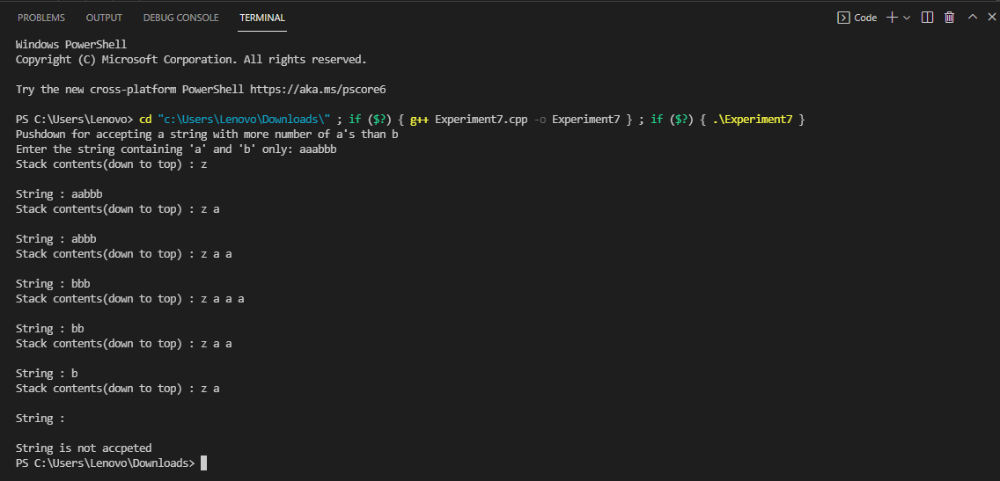 PROBLEMS OUTPUT DEBUG CONSOLE TERMINAL Code
Windows PowerShell
Copyright (C) Microsoft Corporation. All rights reserved.
Try the new cross-platform PowerShell https://aka.ms/pscore6
PS C:\Users\Lenovo> cd "c:\Users\Lenovo\Downloads\" ; if ($?) { g++ Experiment7.cpp -o Experiment7 } ; if ($?) { .\Experiment7 }
Pushdown for accepting a string with more number of a's than b
Enter the string containing 'a' and 'b' only: aaabbb
Stack contents(down to top) : z
String : aabbb
Stack contents(down to top) : z a
String : abbb
Stack contents(down to top) : z a a
String : bbb
Stack contents(down to top) : z a a a
String : bb
Stack contents(down to top) : z a a
String : b
Stack contents(down to top) : z a
String :
String is not accpeted
PS C:\Users\Lenovo\Downloads>